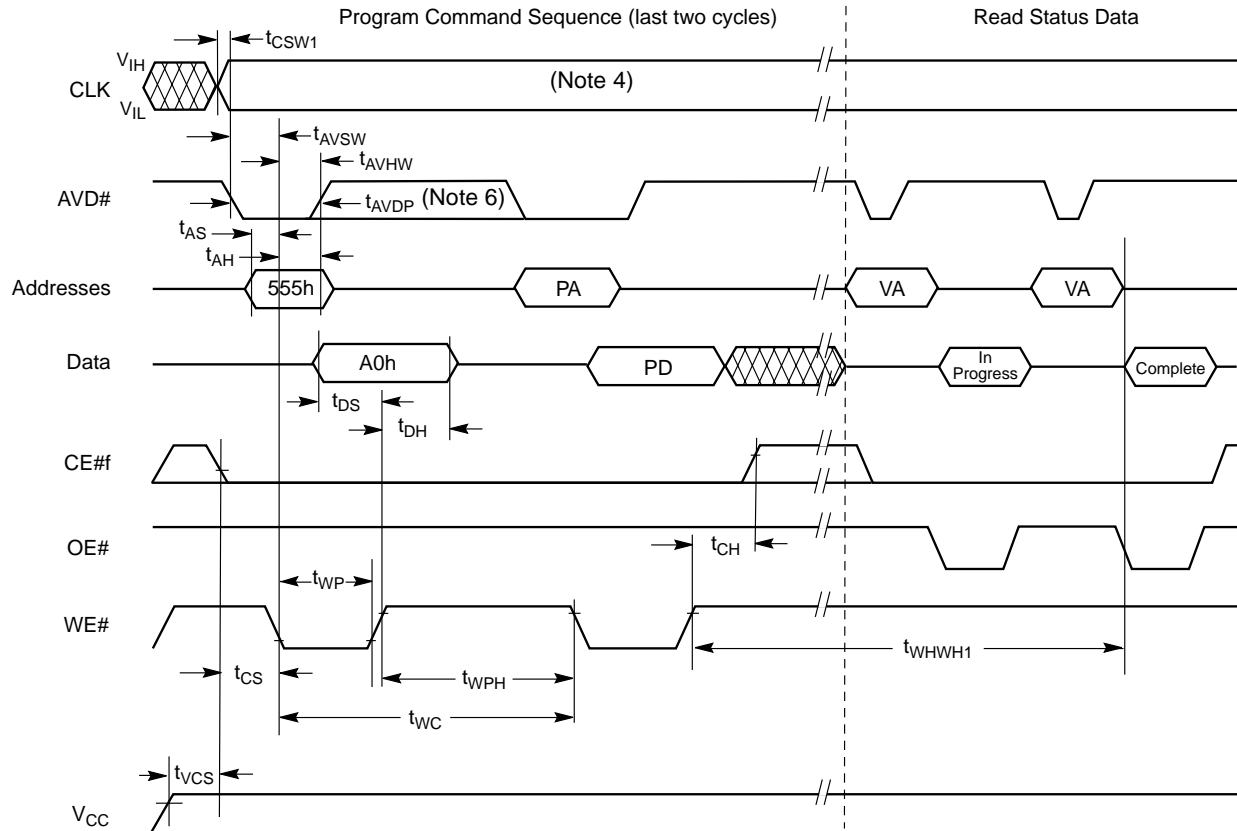 Program Command Sequence (last two cycles)
Read Status Data
tCSW1
VIH
CLK
(Note 4)
VIL
tAVSW
tAVHW
AVD#
tAVDP (Note 6)
tAS
tAH
Addresses
555h
PA
VA
VA
Data
A0h
PD
In
Progress
Complete
tDS
tDH
CE#f
OE#
tCH
tWP
WE#
tWHWH1
tCS
tWPH
tWC
tVCS
VCC